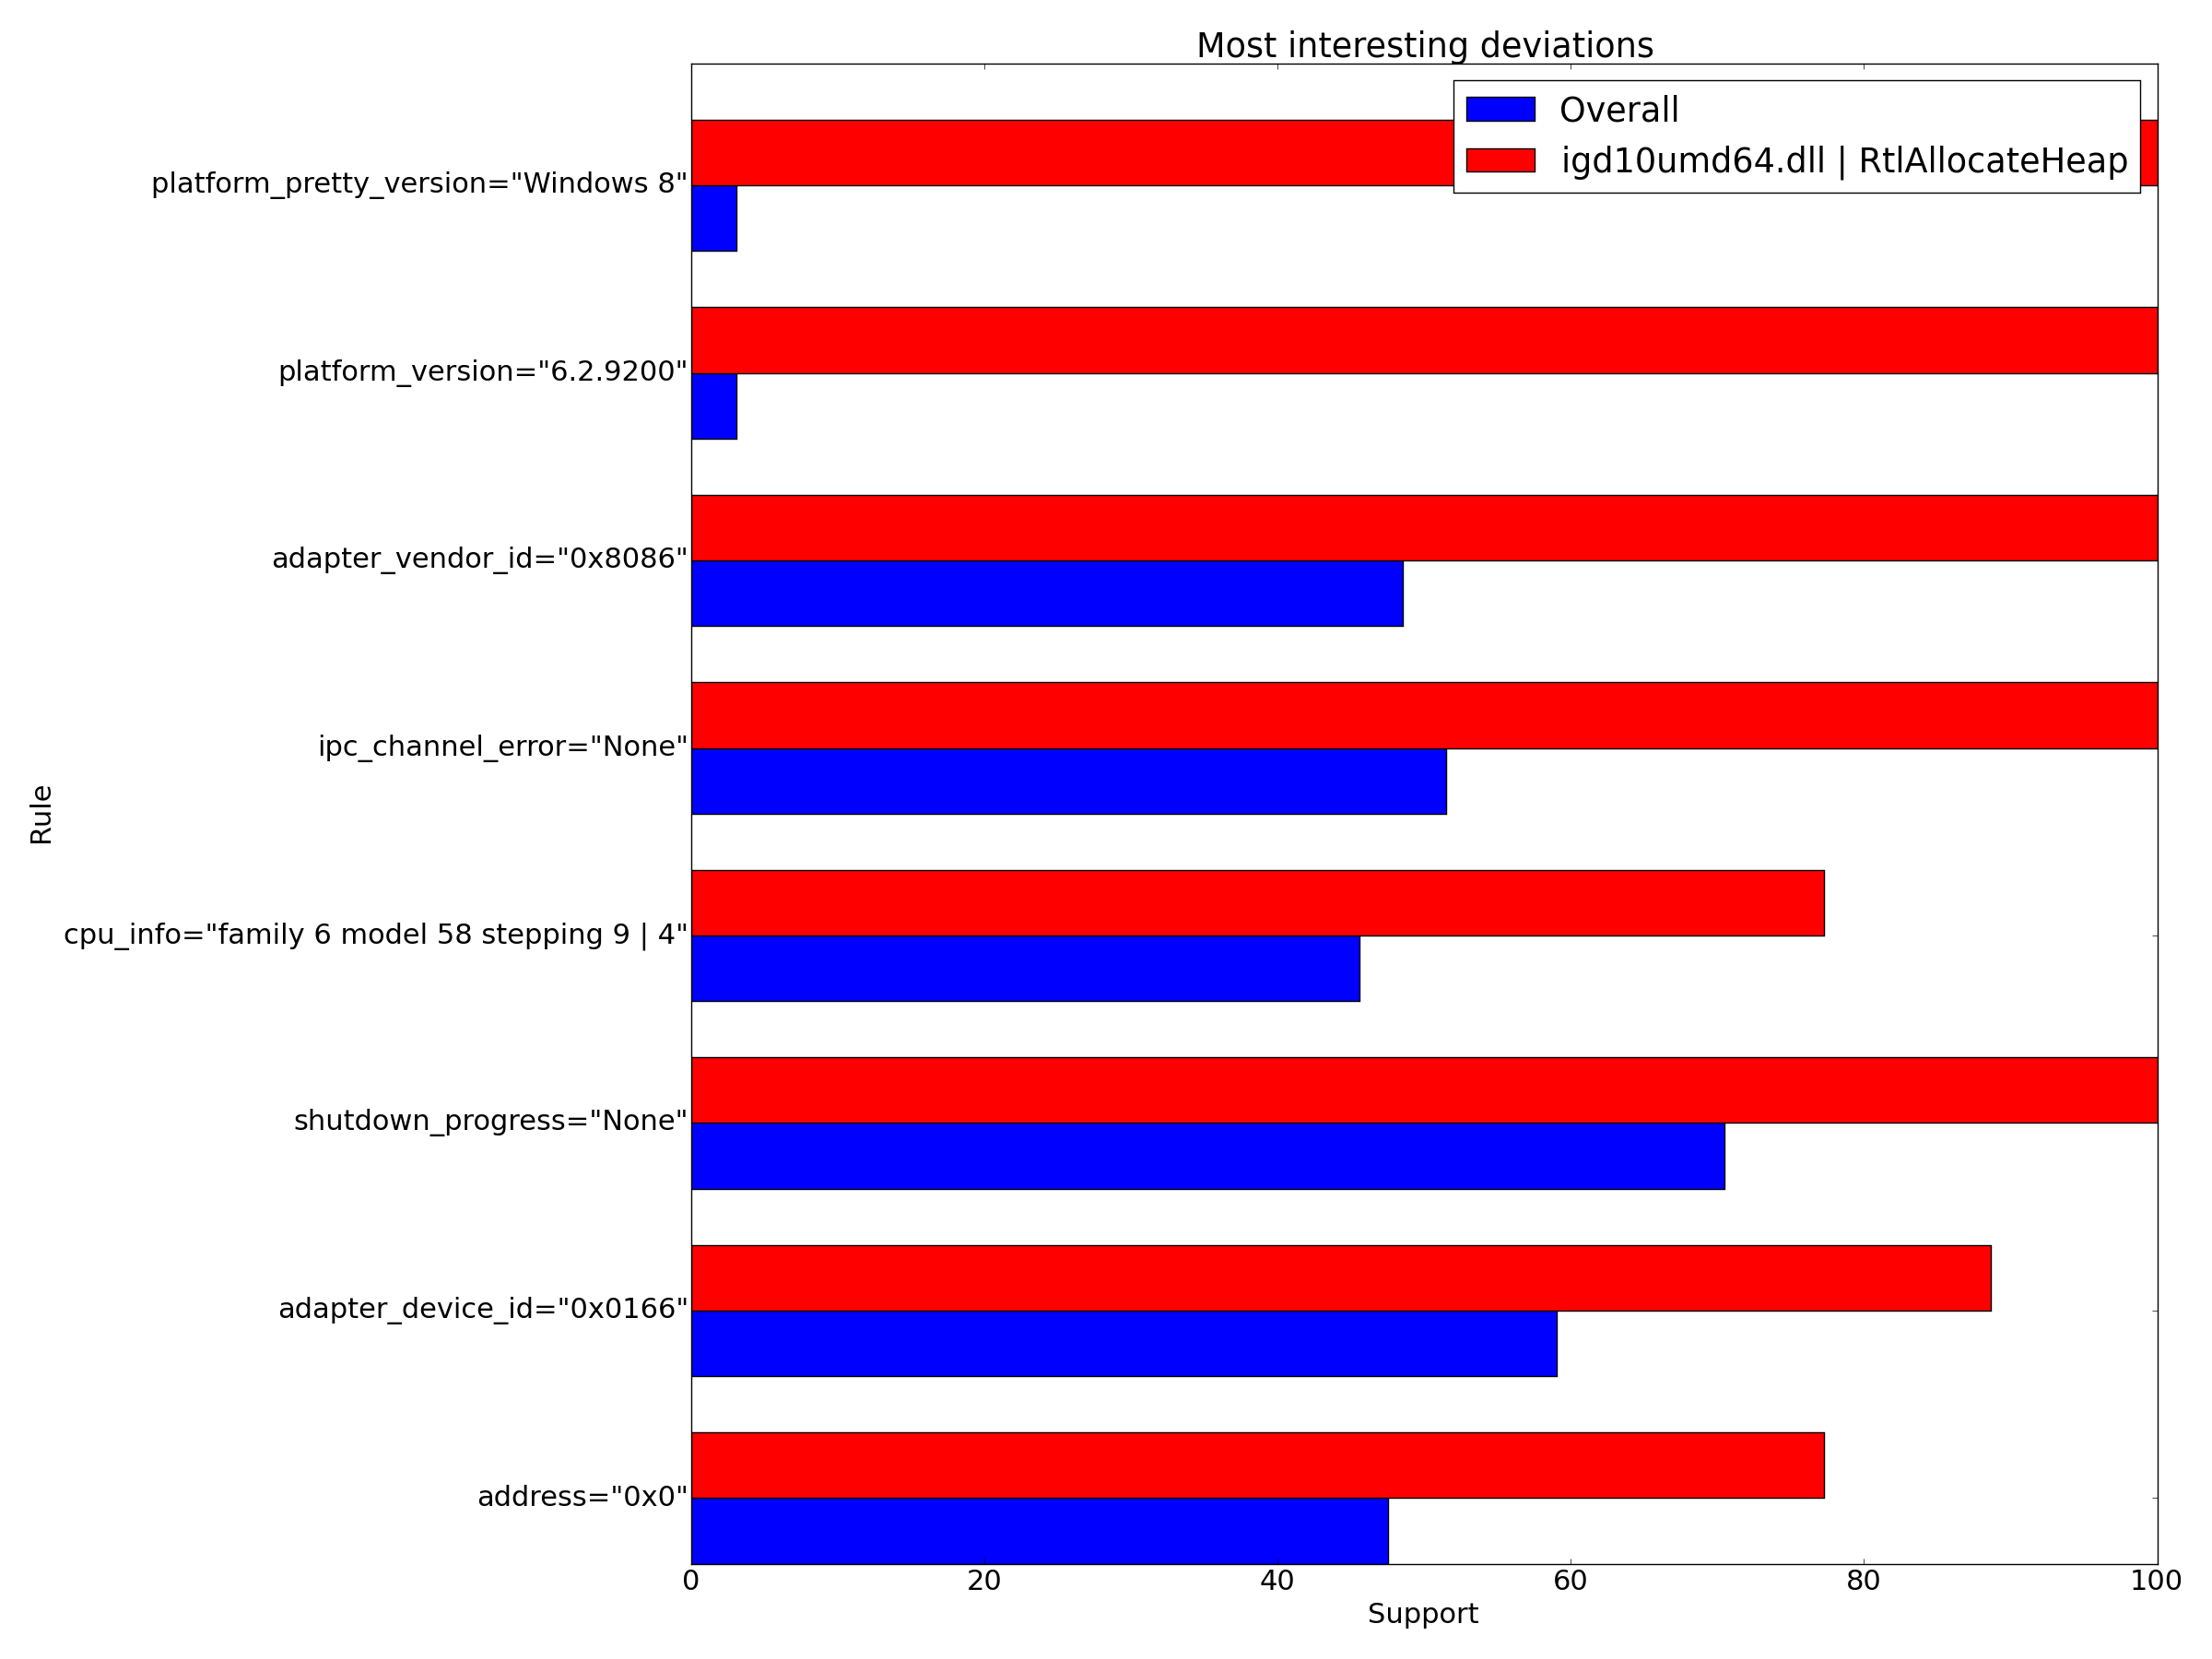 Most interesting deviations
Overall
igd10umd64.dll | RtlAllocateHeap
platform_pretty_version="Windows 8"
platform_version="6.2.9200"
adapter_vendor_id="0x8086"
ipc_channel_error="None"
Rule
cpu_info="family 6 model 58 stepping 9 | 4"
shutdown_progress="None"
adapter_device_id="0x0166"
address="0x0"
0 20 40 60 80 100
Support